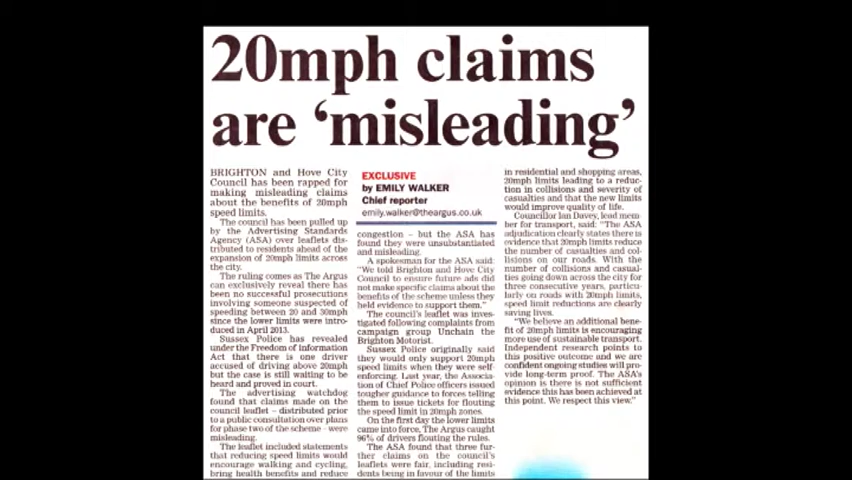 20mph claims
are ‘misleading’
BRIGHTON and Hove City
Council has been rapped for
making misleading claims
about the benefits of 20mph
speed limits.
The council has been pulled up
by the Advertising Standards
Agency (ASA) over leaflets dis-
tributed to residents ahead of the
expansion of 20mph limits across
the city.
The ruling comes as The Argus
can exclusively reveal there has
been no successful prosecutions
involving someone suspected of
speeding between 20 and 30mph
since the lower limits were intro-
duced in April 2013.
Sussex Police has revealed
under the Freedom of Information
Act that there is one driver
accused of driving above 20mph
but the case is still waiting to be
heard and proved in court.
The advertising watchdog
found that claims made on the
council leaflet – distributed prior
to a public consultation over plans
for phase two of the scheme - were
misleading.
The leaflet included statements
that reducing speed limits would
encourage walking and cycling,
bring health benefits and reduce
EXCLUSIVE
by EMILY WALKER
Chief reporter
emily.walker@theargus.co.uk
congestion – but the ASA has
found they were unsubstantiated
and misleading.
A spokesman for the ASA said:
"We told Brighton and Hove City
Council to ensure future ads did
not make specific claims about the
benefits of the scheme unless they
held evidence to support them."
The council's leaflet was inves-
tigated following complaints from
campaign group Unchain the
Brighton Motorist.
Sussex Police originally said
they would only support 20mph
speed limits when they were self-
enforcing. Last year, the Associa-
tion of Chief Police officers issued
tougher guidance to forces telling
them to issue tickets for flouting
the speed limit in 20mph zones.
On the first day the lower limits
came into force, The Argus caught
96% of drivers flouting the rules.
The ASA found that three fur-
ther claims on the council's
leaflets were fair, including resi-
dents being in favour of the limits
in residential and shopping areas,
20mph limits leading to a reduc-
tion in collisions and severity of
casualties and that the new limits
would improve quality of life.
Councillor Ian Davey, lead mem-
ber for transport, said: "The ASA
adjudication clearly states there is
evidence that 20mph limits reduce
the number of casualties and col-
lisions on our roads. With the
number of collisions and casual-
ties going down across the city for
three consecutive years, particu-
larly on roads with 20mph limits,
speed limit reductions are clearly
saving lives.
"We believe an additional bene-
fit of 20mph limits is encouraging
more use of sustainable transport.
Independent research points to
this positive outcome and we are
confident ongoing studies will pro-
vide long-term proof. The ASA's
opinion is there is not sufficient
evidence this has been achieved at
this point. We respect this view."